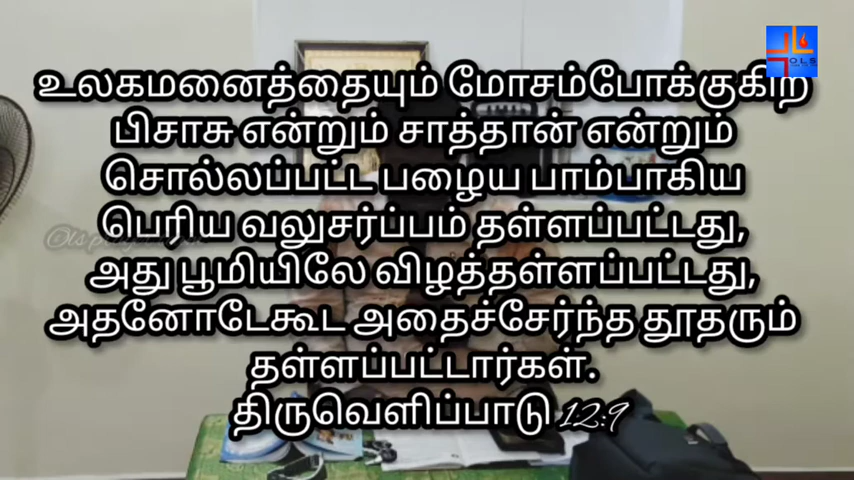 OLS
உலகமனைத்தையும் மோசம்போக்குகிற
பிசாசு என்றும் சாத்தான் என்றும்
சொல்லப்பட்ட பழைய பாம்பாகிய
பெரிய வலுசர்ப்பம் தள்ளப்பட்டது,
அது பூமியிலே விழத்தள்ளப்பட்டது,
அதனோடேகூட அதைச்சேர்ந்த தூதரும்
தள்ளப்பட்டார்கள்.
திருவெளிப்பாடு 12:9